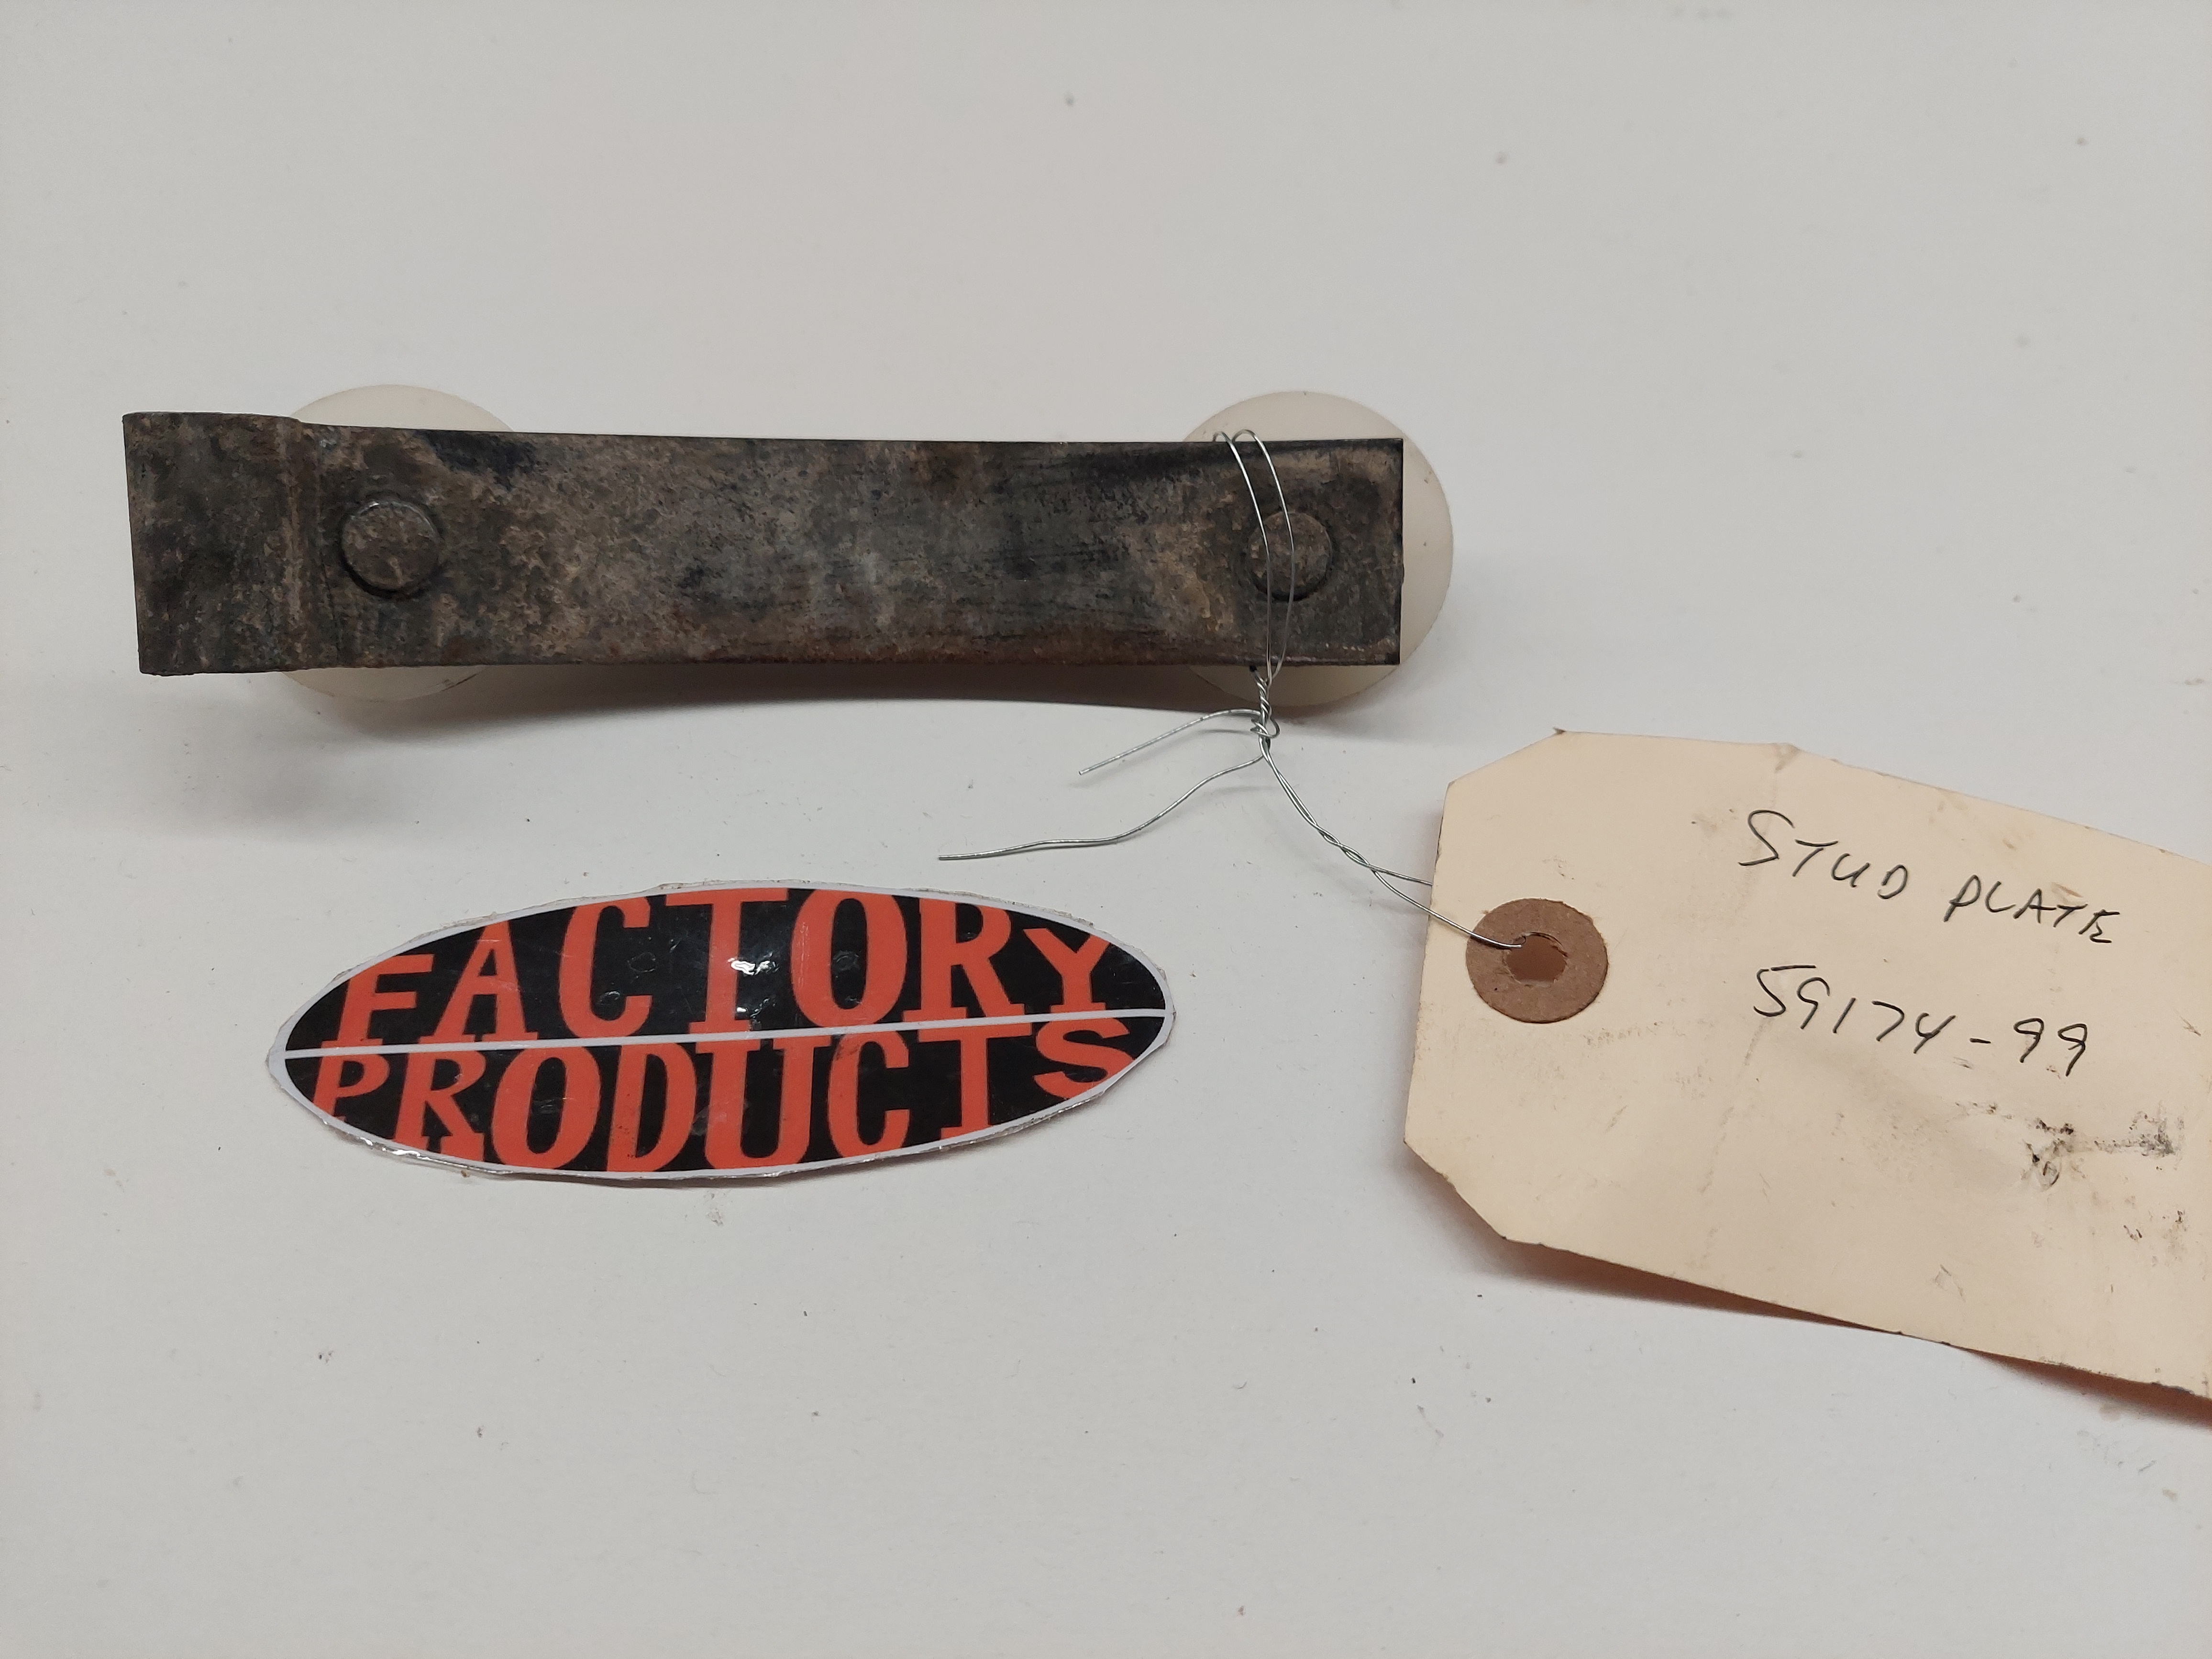 FACTORY
PRODUCTS
STUD PLATE
59174-99